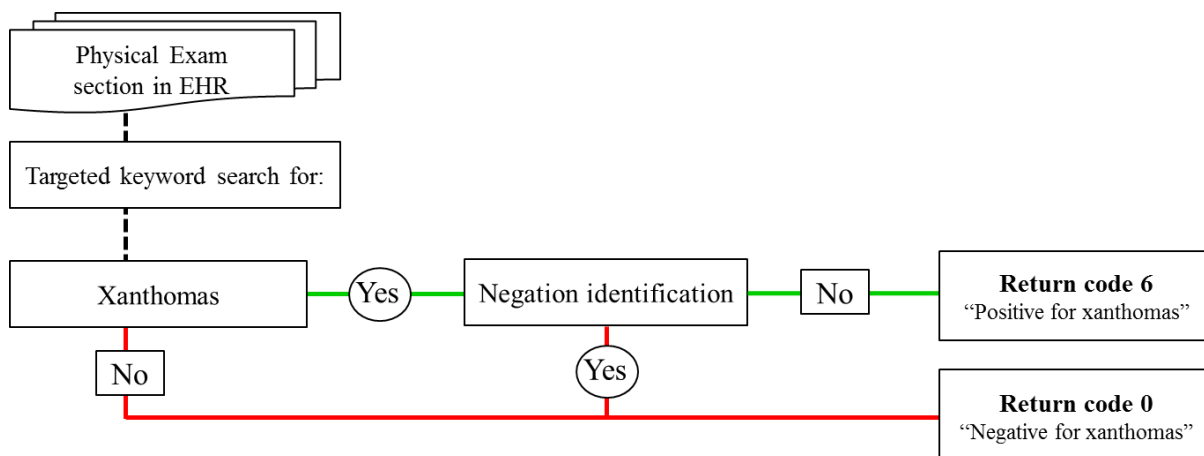 Physical Exam
section in EHR
Targeted keyword search for:
Xanthomas
Yes
Negation identification
No
Return code 6
“Positive for xanthomas”
No
Yes
Return code 0
“Negative for xanthomas”